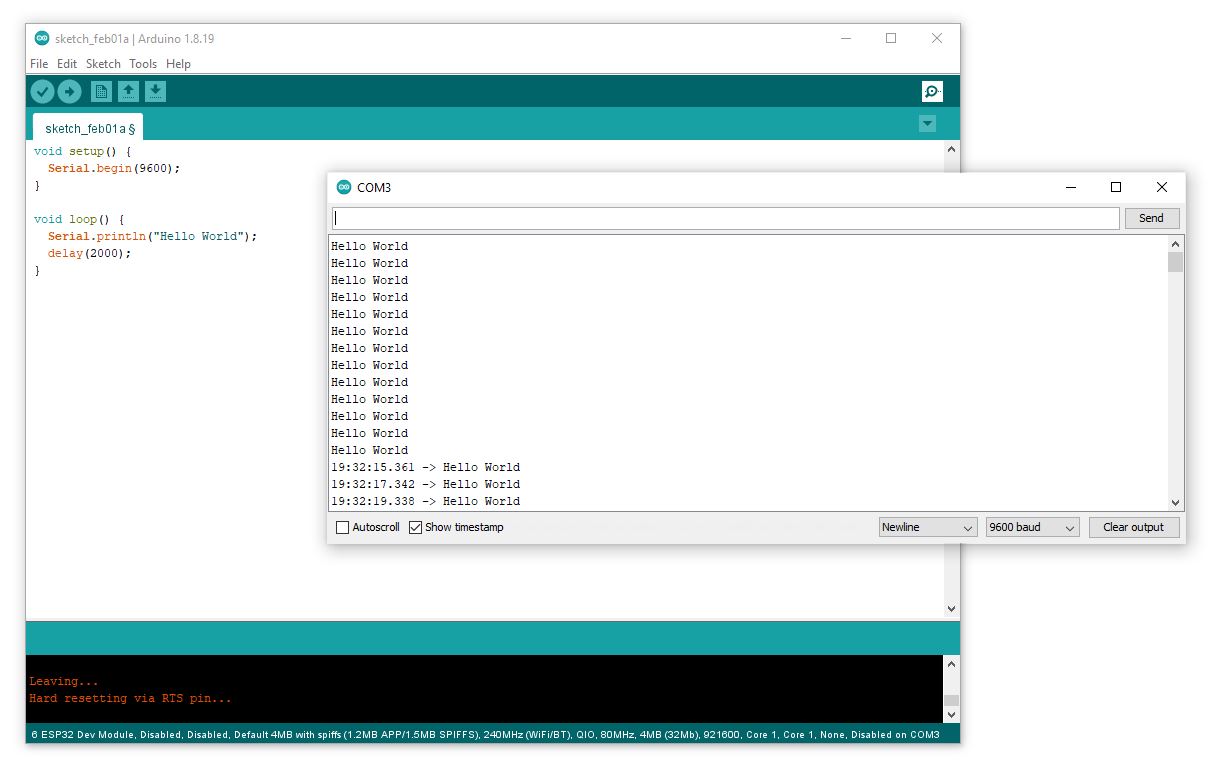 sketch_feb01a | Arduino 1.8.19
File Edit Sketch Tools Help
sketch_feb01a §
void setup() {
  Serial.begin(9600);
}
void loop() {
  Serial.println("Hello World");
  delay(2000);
}
COM3
Send
Hello World
Hello World
Hello World
Hello World
Hello World
Hello World
Hello World
Hello World
Hello World
Hello World
Hello World
Hello World
Hello World
19:32:15.361 -> Hello World
19:32:17.342 -> Hello World
19:32:19.338 -> Hello World
Autoscroll Show timestamp Newline 9600 baud Clear output
Leaving...
Hard resetting via RTS pin...
6 ESP32 Dev Module, Disabled, Disabled, Default 4MB with spiffs (1.2MB APP/1.5MB SPIFFS), 240MHz (WiFi/BT), QIO, 80MHz, 4MB (32Mb), 921600, Core 1, Core 1, None, Disabled on COM3